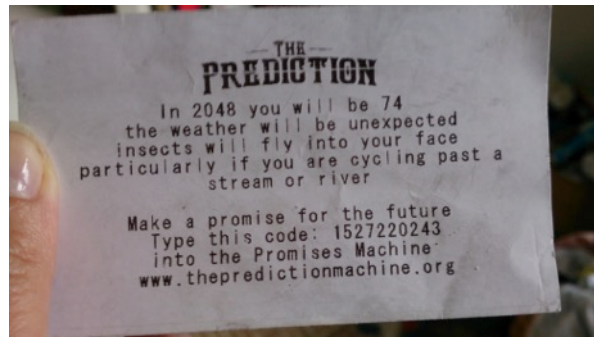 THE
PREDICTION
In 2048 you will be 74
the weather will be unexpected
insects will fly into your face
particularly if you are cycling past a
stream or river
Make a promise for the future
Type this code: 1527220243
into the Promises Machine
www.thepredictionmachine.org